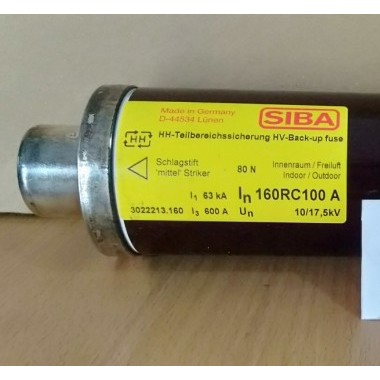 Made in Germany
D-44534 Lünen
SIBA
HH
HH-Teilbereichssicherung HV-Back-up fuse
Schlagstift 80 N Innenraum / Freiluft
'mittel' Striker Indoor / Outdoor
I1 63 kA In 160RC100 A
3022213.160 I3 600 A Un 10/17,5kV